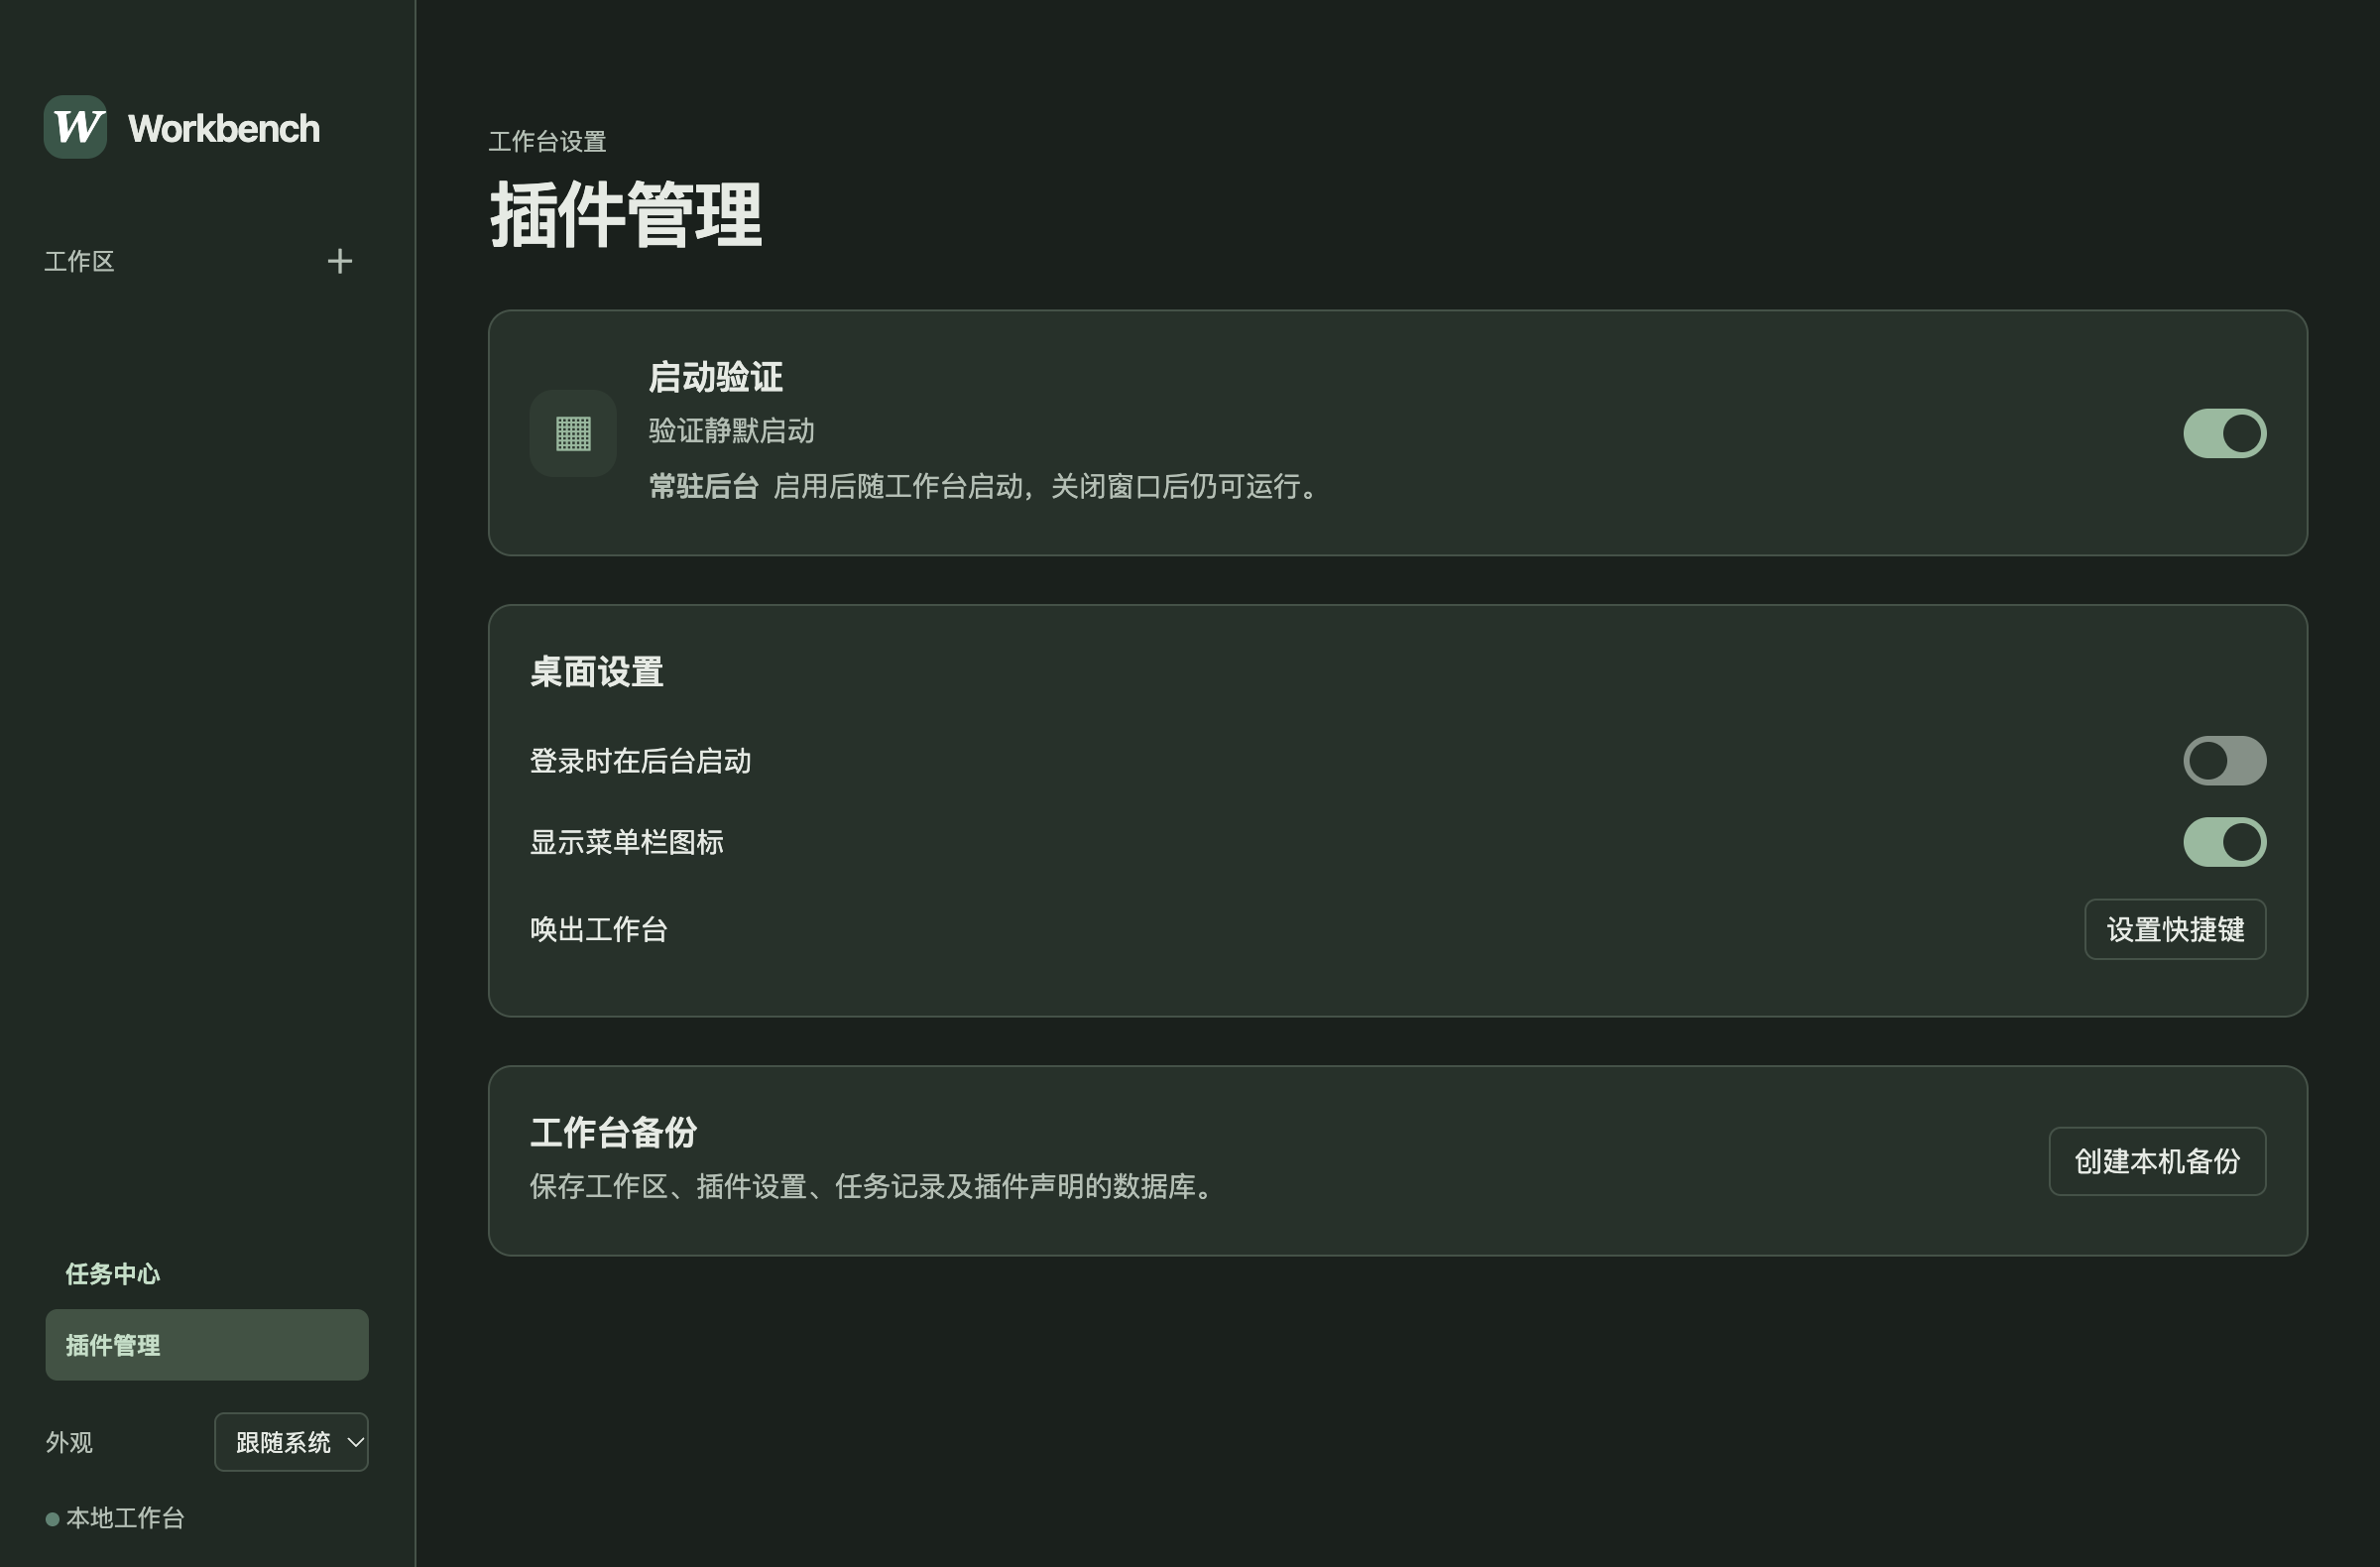 W Workbench
工作区
任务中心
插件管理
外观 跟随系统
本地工作台
工作台设置
插件管理
启动验证
验证静默启动
常驻后台 启用后随工作台启动，关闭窗口后仍可运行。
桌面设置
登录时在后台启动
显示菜单栏图标
唤出工作台 设置快捷键
工作台备份
保存工作区、插件设置、任务记录及插件声明的数据库。
创建本机备份